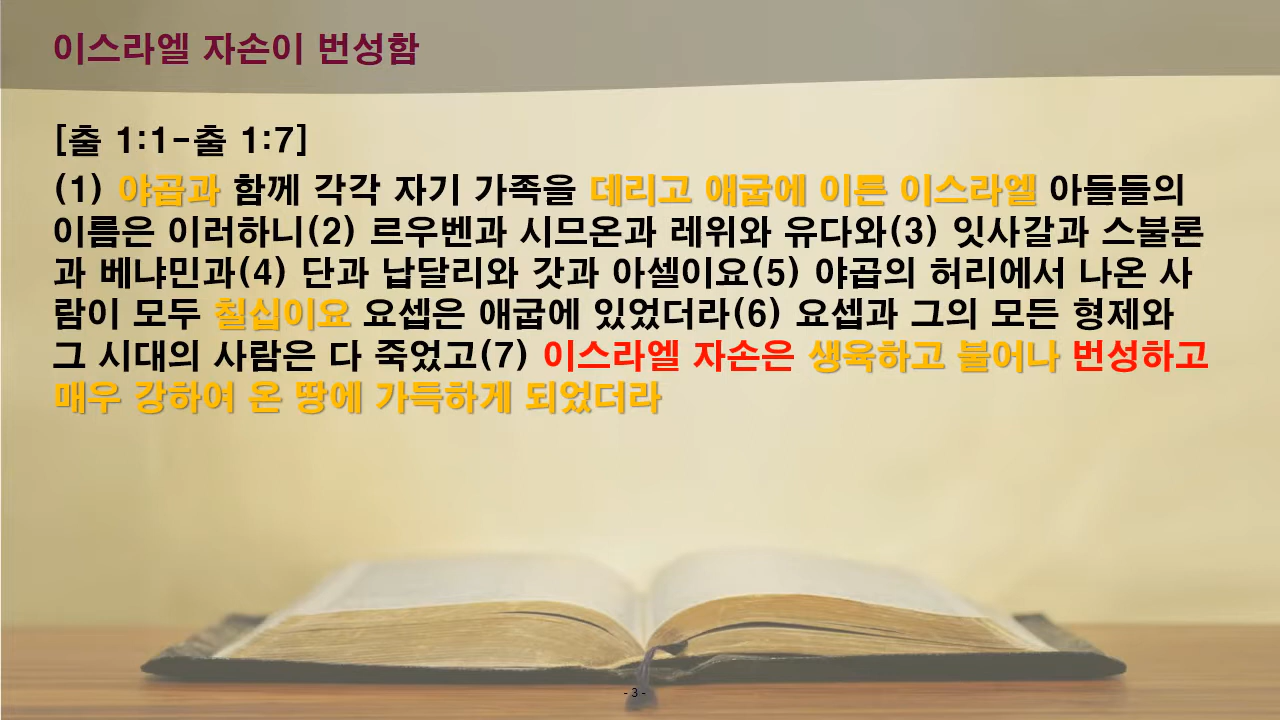 이스라엘 자손이 번성함
[출 1:1-출 1:7]
(1) 야곱과 함께 각각 자기 가족을 데리고 애굽에 이른 이스라엘 아들들의
이름은 이러하니(2) 르우벤과 시므온과 레위와 유다와(3) 잇사갈과 스불론
과 베냐민과(4) 단과 납달리와 갓과 아셀이요(5) 야곱의 허리에서 나온 사
람이 모두 칠십이요 요셉은 애굽에 있었더라(6) 요셉과 그의 모든 형제와
그 시대의 사람은 다 죽었고(7) 이스라엘 자손은 생육하고 불어나 번성하고
매우 강하여 온 땅에 가득하게 되었더라
- 3 -